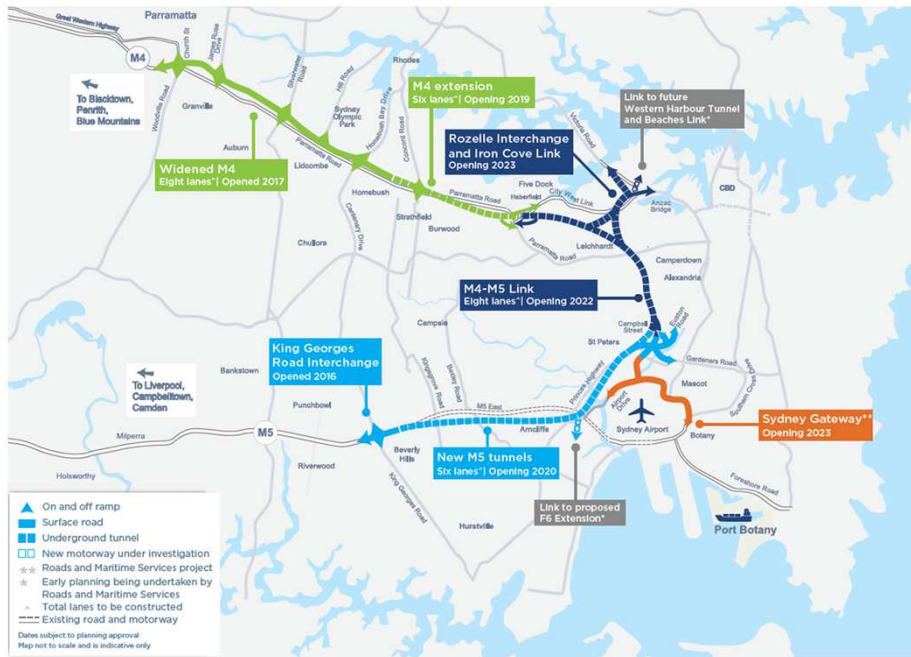 Parramatta
Great Western Highway
Church St
James Ruse
Drive
M4
Silverwater
Road
Hill Road
Rhodes
Homebush Bay Drive
Concord Road
To Blacktown,
Penrith,
Blue Mountains
Woodville Road
Granville
Sydney
Olympic
Park
M4 extension
Six lanes^| Opening 2019
Link to future
Western Harbour Tunnel
and Beaches Link*
Victoria Road
Rozelle Interchange
and Iron Cove Link
Opening 2023
Auburn
Parramatta Road
Widened M4
Eight lanes^| Opened 2017
Lidcombe
Homebush
Parramatta Road
Five Dock
Haberfield
City West Link
CBD
Anzac
Bridge
Centenary Drive
Strathfield
Burwood
Parramatta Road
Leichhardt
Chullora
Camperdown
Alexandria
M4-M5 Link
Eight lanes^| Opening 2022
Campbell
Street
Euston
Road
Campsie
St Peters
King Georges
Road Interchange
Opened 2016
Kingsgrove Road
Bexley Road
Princes Highway
Gardeners Road
Southern Cross Drive
To Liverpool,
Campbelltown,
Camden
Bankstown
Punchbowl
Mascot
Airport
Drive
M5 East
Sydney Airport
Botany
Sydney Gateway**
Opening 2023
Milperra
M5
Arncliffe
Beverly
Hills
New M5 tunnels
Six lanes^| Opening 2020
Riverwood
Holsworthy
King Georges Road
Foreshore Road
Link to proposed
F6 Extension*
Hurstville
Port Botany
On and off ramp
Surface road
Underground tunnel
New motorway under investigation
** Roads and Maritime Services project
* Early planning being undertaken by
Roads and Maritime Services
^ Total lanes to be constructed
Existing road and motorway
Dates subject to planning approval
Map not to scale and is indicative only